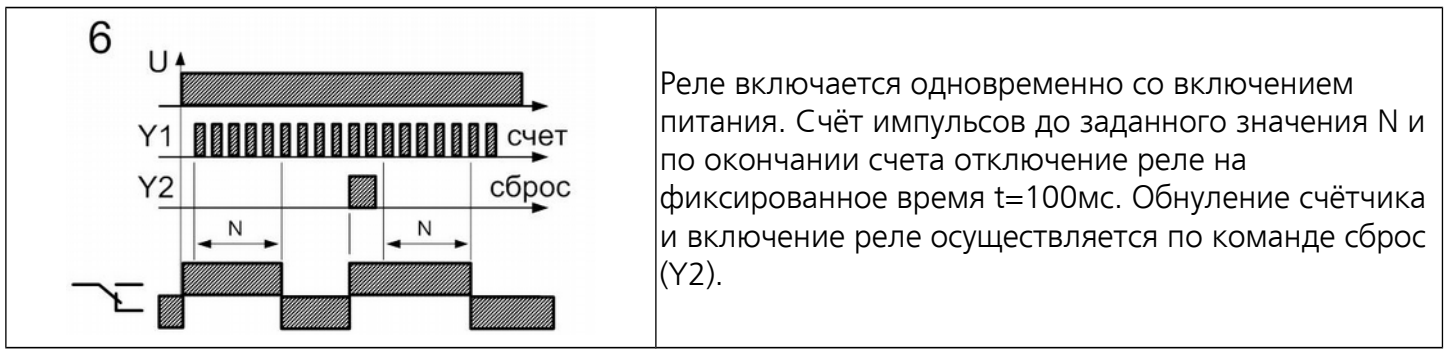 6
U
Y1
счет
Y2
сброс
N
N
Реле включается одновременно со включением
питания. Счёт импульсов до заданного значения N и
по окончании счета отключение реле на
фиксированное время t=100мс. Обнуление счётчика
и включение реле осуществляется по команде сброс
(Y2).